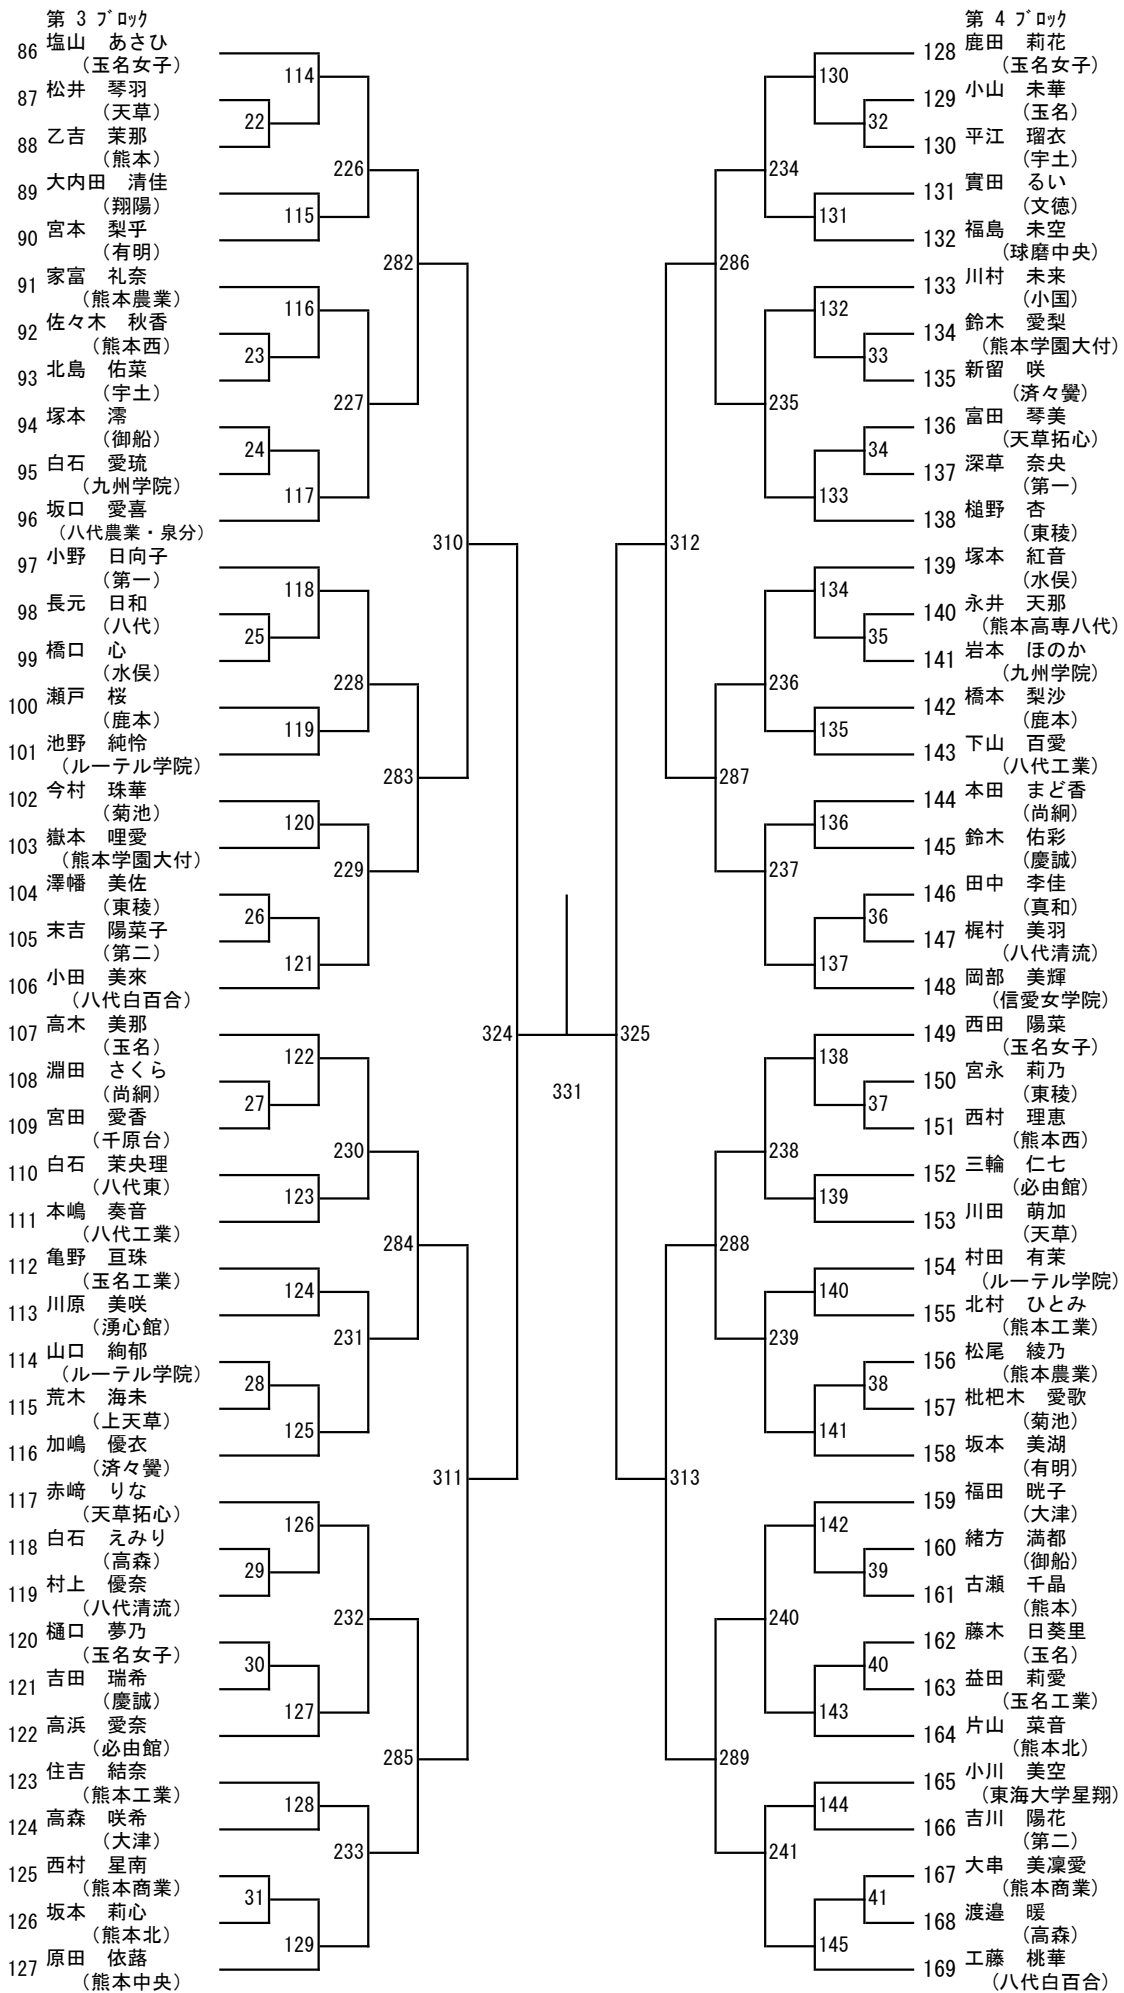 第 3 ブロック
86 塩山　あさひ
（玉名女子）
87 松井　琴羽
（天草）
88 乙吉　茉那
（熊本）
89 大内田　清佳
（翔陽）
90 宮本　梨乎
（有明）
91 家富　礼奈
（熊本農業）
92 佐々木　秋香
（熊本西）
93 北島　佑菜
（宇土）
94 塚本　澪
（御船）
95 白石　愛琉
（九州学院）
96 坂口　愛喜
（八代農業・泉分）
97 小野　日向子
（第一）
98 長元　日和
（八代）
99 橋口　心
（水俣）
100 瀬戸　桜
（鹿本）
101 池野　純怜
（ルーテル学院）
102 今村　珠華
（菊池）
103 嶽本　哩愛
（熊本学園大付）
104 澤幡　美佐
（東稜）
105 末吉　陽菜子
（第二）
106 小田　美來
（八代白百合）
107 高木　美那
（玉名）
108 淵田　さくら
（尚絅）
109 宮田　愛香
（千原台）
110 白石　茉央理
（八代東）
111 本嶋　奏音
（八代工業）
112 亀野　亘珠
（玉名工業）
113 川原　美咲
（湧心館）
114 山口　絢郁
（ルーテル学院）
115 荒木　海未
（上天草）
116 加嶋　優衣
（済々黌）
117 赤﨑　りな
（天草拓心）
118 白石　えみり
（高森）
119 村上　優奈
（八代清流）
120 樋口　夢乃
（玉名女子）
121 吉田　瑞希
（慶誠）
122 高浜　愛奈
（必由館）
123 住吉　結奈
（熊本工業）
124 高森　咲希
（大津）
125 西村　星南
（熊本商業）
126 坂本　莉心
（熊本北）
127 原田　依蕗
（熊本中央）
114
22
226
115
282
116
23
227
24
117
310
118
25
228
119
283
120
229
26
121
324
122
27
230
123
284
124
231
28
125
311
126
29
232
30
127
285
128
233
31
129
331
第 4 ブロック
128 鹿田　莉花
（玉名女子）
129 小山　未華
（玉名）
130 平江　瑠衣
（宇土）
131 實田　るい
（文徳）
132 福島　未空
（球磨中央）
133 川村　未来
（小国）
134 鈴木　愛梨
（熊本学園大付）
135 新留　咲
（済々黌）
136 富田　琴美
（天草拓心）
137 深草　奈央
（第一）
138 槌野　杏
（東稜）
139 塚本　紅音
（水俣）
140 永井　天那
（熊本高専八代）
141 岩本　ほのか
（九州学院）
142 橋本　梨沙
（鹿本）
143 下山　百愛
（八代工業）
144 本田　まど香
（尚絅）
145 鈴木　佑彩
（慶誠）
146 田中　李佳
（真和）
147 梶村　美羽
（八代清流）
148 岡部　美輝
（信愛女学院）
149 西田　陽菜
（玉名女子）
150 宮永　莉乃
（東稜）
151 西村　理恵
（熊本西）
152 三輪　仁七
（必由館）
153 川田　萌加
（天草）
154 村田　有茉
（ルーテル学院）
155 北村　ひとみ
（熊本工業）
156 松尾　綾乃
（熊本農業）
157 枇杷木　愛歌
（菊池）
158 坂本　美湖
（有明）
159 福田　晄子
（大津）
160 緒方　満都
（御船）
161 古瀬　千晶
（熊本）
162 藤木　日葵里
（玉名）
163 益田　莉愛
（玉名工業）
164 片山　菜音
（熊本北）
165 小川　美空
（東海大学星翔）
166 吉川　陽花
（第二）
167 大串　美凜愛
（熊本商業）
168 渡邉　暖
（高森）
169 工藤　桃華
（八代白百合）
130
32
234
131
286
132
33
235
34
133
312
134
35
236
135
287
136
237
36
137
325
138
37
238
139
288
140
239
38
141
313
142
39
240
40
143
289
144
241
41
145